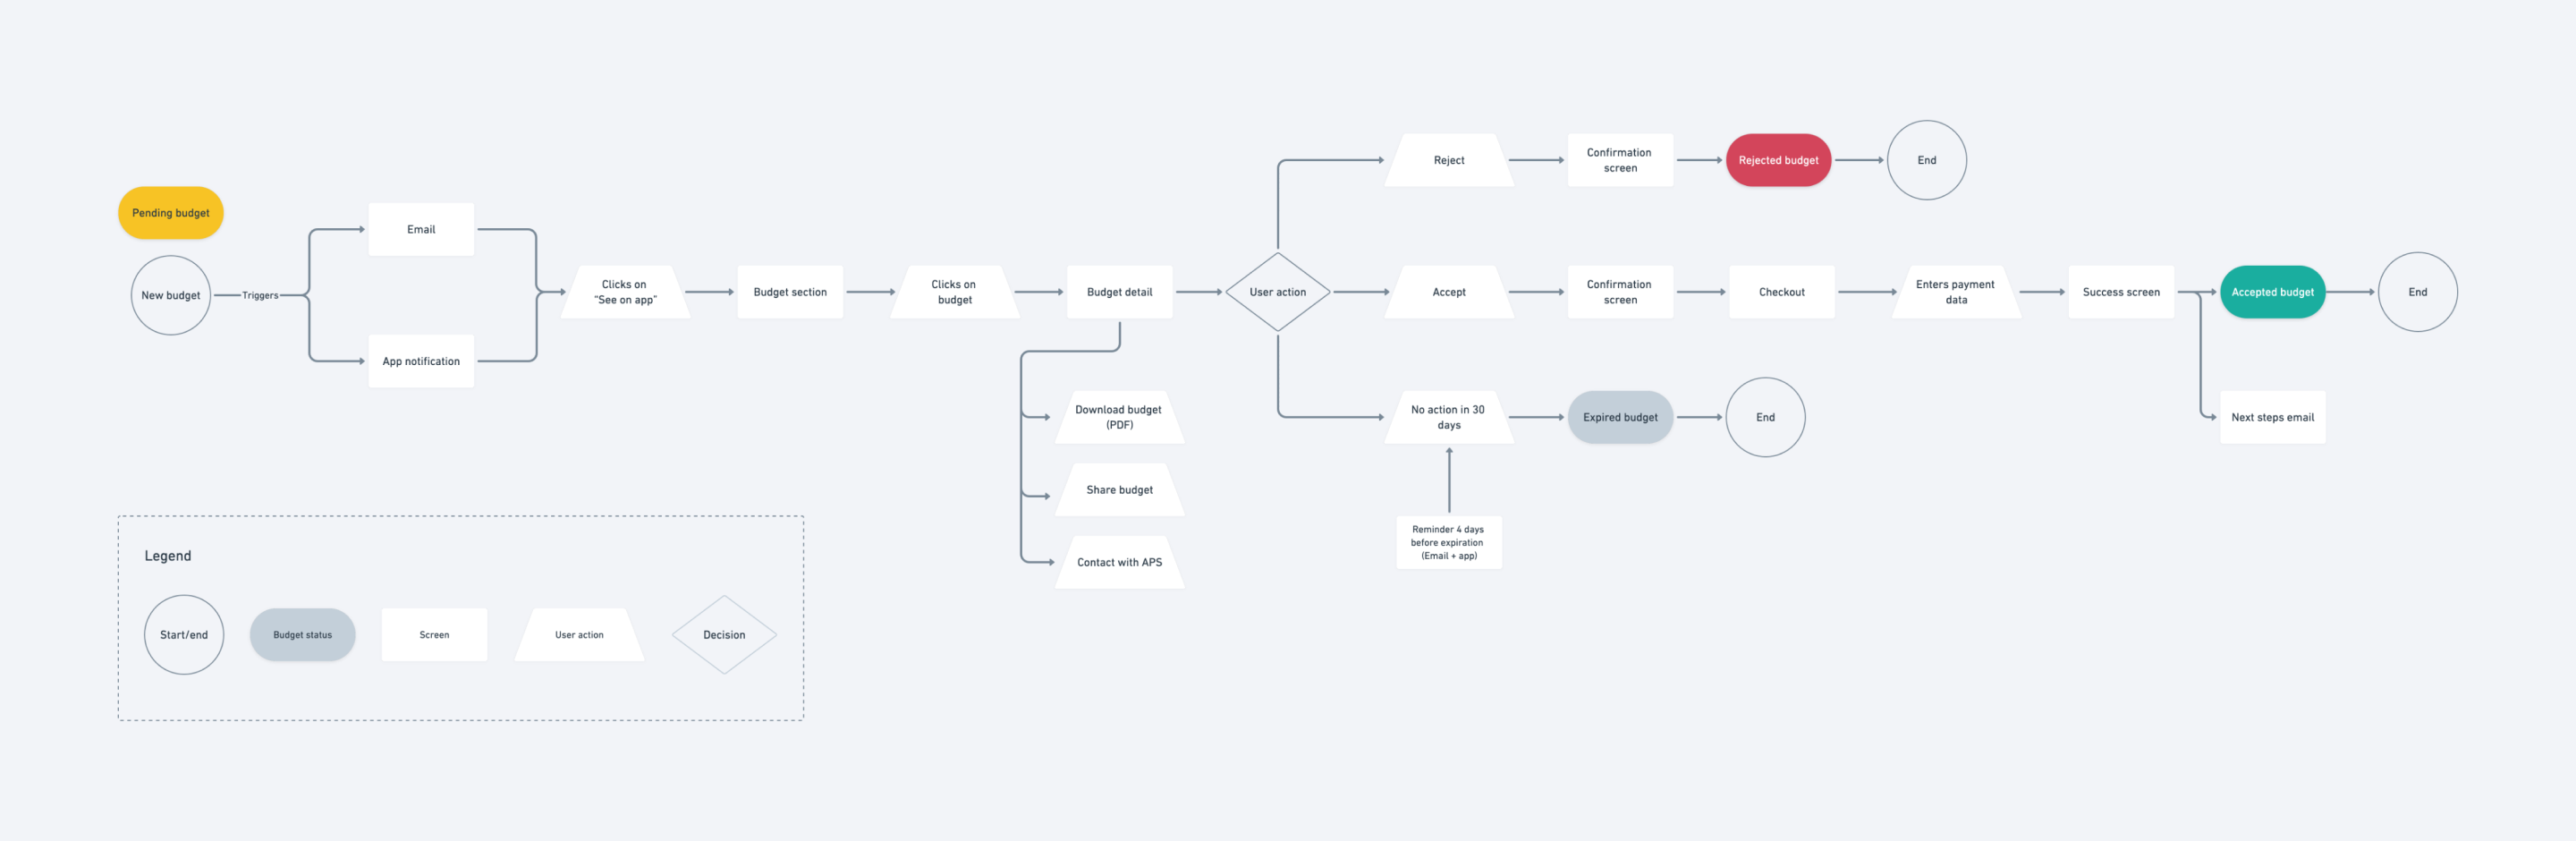 Pending budget
New budget
Triggers
Email
App notification
Clicks on
“See on app”
Budget section
Clicks on
budget
Budget detail
Download budget
(PDF)
Share budget
Contact with APS
User action
Reject
Confirmation
screen
Rejected budget
End
Accept
Confirmation
screen
Checkout
Enters payment
data
Success screen
Accepted budget
End
Next steps email
No action in 30
days
Expired budget
End
Reminder 4 days
before expiration
(Email + app)
Legend
Start/end
Budget status
Screen
User action
Decision